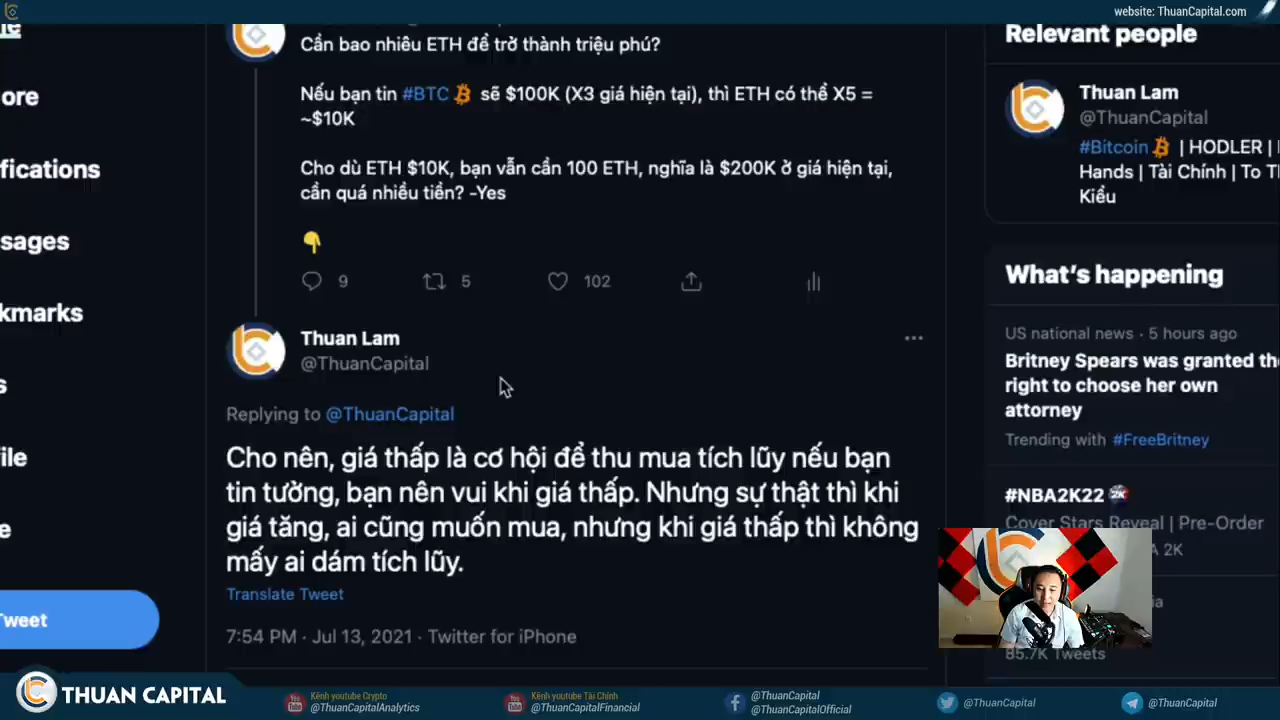 website: ThuanCapital.com
ore
fications
sages
kmarks
s
file
e
Tweet
Cần bao nhiêu ETH để trở thành triệu phú?
Nếu bạn tin #BTC sẽ $100K (X3 giá hiện tại), thì ETH có thể X5 =
~$10K
Cho dù ETH $10K, bạn vẫn cần 100 ETH, nghĩa là $200K ở giá hiện tại,
cần quá nhiều tiền? -Yes
9 5 102
Thuan Lam
@ThuanCapital
Replying to @ThuanCapital
Cho nên, giá thấp là cơ hội để thu mua tích lũy nếu bạn
tin tưởng, bạn nên vui khi giá thấp. Nhưng sự thật thì khi
giá tăng, ai cũng muốn mua, nhưng khi giá thấp thì không
mấy ai dám tích lũy.
Translate Tweet
7:54 PM · Jul 13, 2021 · Twitter for iPhone
Relevant people
Thuan Lam
@ThuanCapital
#Bitcoin | HODLER |
Hands | Tài Chính | To T
Kiều
What's happening
US national news · 5 hours ago
Britney Spears was granted the
right to choose her own
attorney
Trending with #FreeBritney
#NBA2K22
Cover Stars Reveal | Pre-Order
2K
85.7K Tweets
THUAN CAPITAL
Kênh youtube Crypto
@ThuanCapitalAnalytics
Kênh youtube Tài Chính
@ThuanCapitalFinancial
@ThuanCapital
@ThuanCapitalOfficial
@ThuanCapital
@ThuanCapital